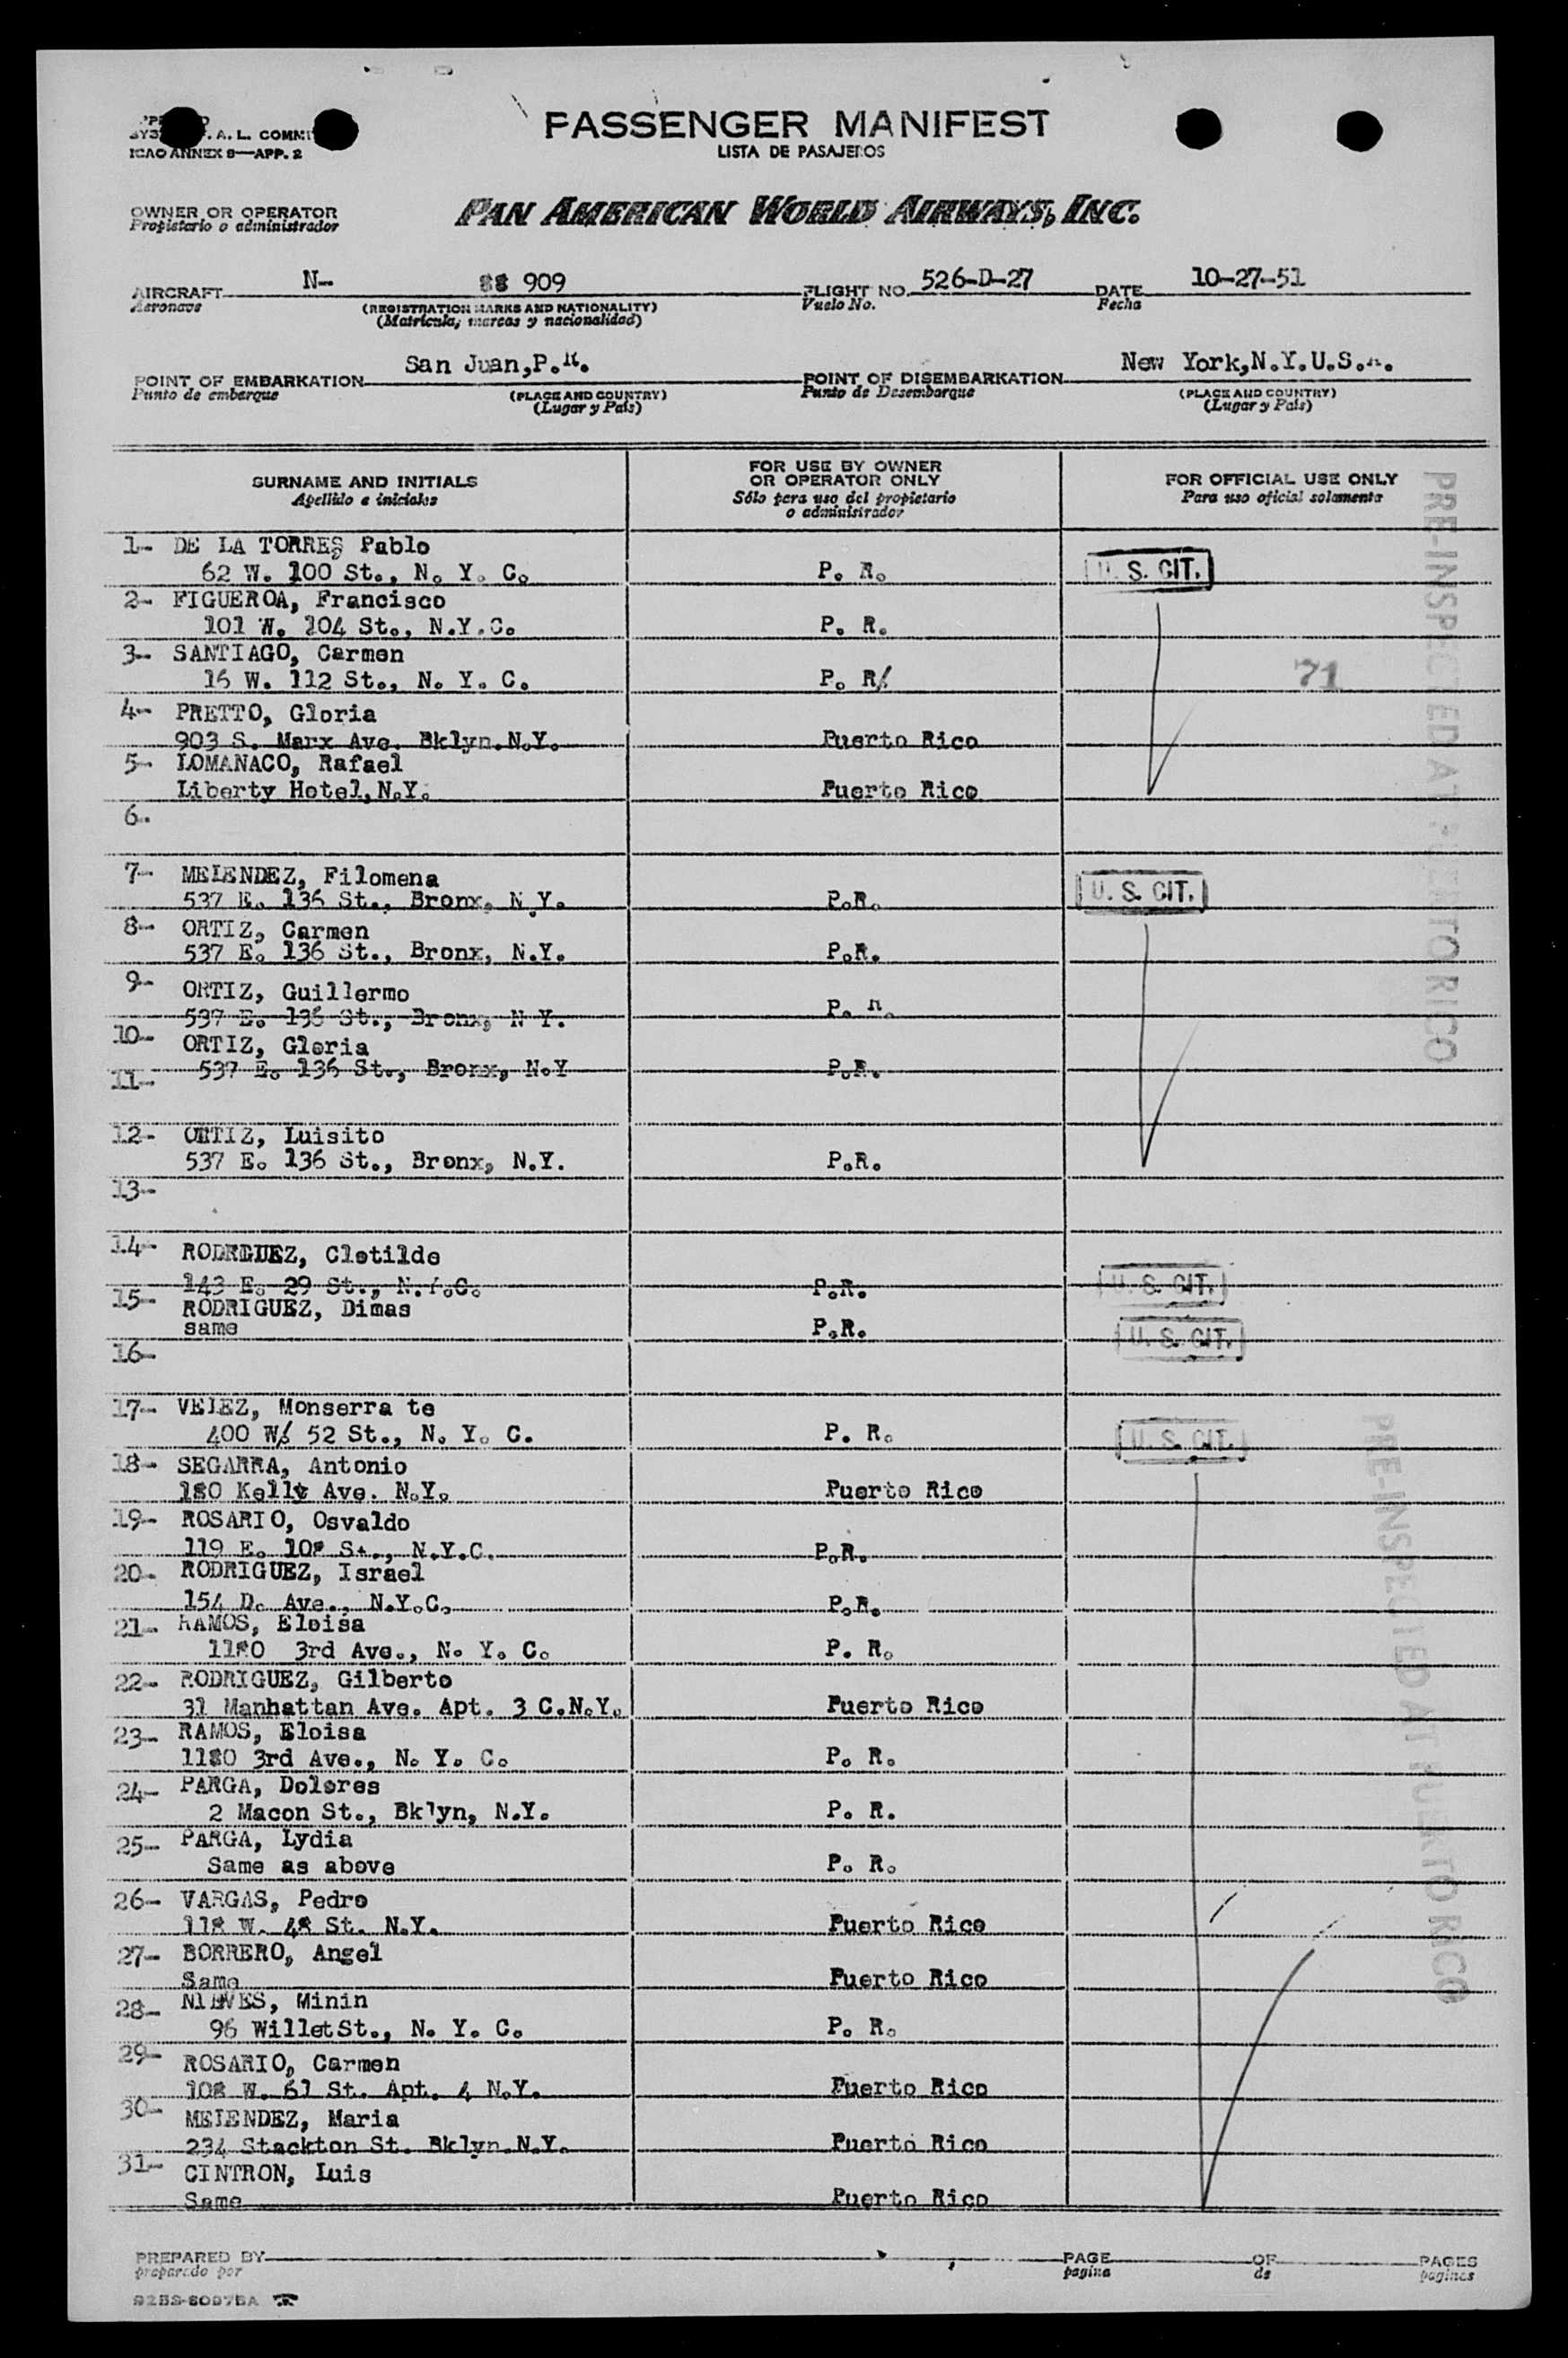 PASSENGER MANIFEST
LISTA DE PASAJEROS
A. L.
ICAO ANNEX 9—APP. 2
OWNER OR OPERATOR
Propietario o administrador
PAN AMERICAN WORLD AIRWAYS, INC.
AIRCRAFT N- 88 909 FLIGHT NO. 526-D-27 DATE 10-27-51
Aeronave (REGISTRATION MARKS AND NATIONALITY) Vuelo No. Fecha
(Matricula, marcas y nacionalidad)
POINT OF EMBARKATION San Juan,P.R. POINT OF DISEMBARKATION New York,N.Y.U.S.A.
Punto de embarque (PLACE AND COUNTRY) Punto de Desembarque (PLACE AND COUNTRY)
(Lugar y País) (Lugar y País)
SURNAME AND INITIALS FOR USE BY OWNER OR OPERATOR ONLY FOR OFFICIAL USE ONLY
Apellido e iniciales Sólo para uso del propietario o administrador Para uso oficial solamente
1- DE LA TORRES Pablo
62 W. 100 St., N. Y. C. P. R. U. S. CIT.
2- FIGUEROA, Francisco
101 W. 104 St., N.Y.C. P. R.
3- SANTIAGO, Carmen
16 W. 112 St., N. Y. C. P. R. 71
4- PRETTO, Gloria
903 S. Marx Ave. Bklyn.N.Y. Puerto Rico
5- LOMANACO, Rafael
Liberty Hotel,N.Y. Puerto Rico
6.
7- MELENDEZ, Filomena
537 E. 136 St., Bronx, N.Y. P.R. U. S. CIT.
8- ORTIZ, Carmen
537 E. 136 St., Bronx, N.Y. P.R.
9- ORTIZ, Guillermo
537 E. 136 St., Bronx, N Y. P. R.
10- ORTIZ, Gloria
537 E. 136 St., Bronx, N.Y P.R.
11-
12- ORTIZ, Luisito
537 E. 136 St., Bronx, N.Y. P.R.
13-
14- RODRIGUEZ, Clotilde
143 E. 29 St., N.Y.C. P.R. U. S. CIT.
15- RODRIGUEZ, Dimas
same P.R. U. S. CIT.
16-
17- VELEZ, Monserra te
400 W. 52 St., N. Y. C. P. R. U. S. CIT.
18- SEGARRA, Antonio
180 Kelly Ave. N.Y. Puerto Rico
19- ROSARIO, Osvaldo
119 E. 108 St., N.Y.C. P.R.
20- RODRIGUEZ, Israel
154 D. Ave., N.Y.C. P.R.
21- RAMOS, Eloisa
1180 3rd Ave., N. Y. C. P. R.
22- RODRIGUEZ, Gilberto
31 Manhattan Ave. Apt. 3 C.N.Y. Puerto Rico
23- RAMOS, Eloisa
1180 3rd Ave., N. Y. C. P. R.
24- PARGA, Dolores
2 Macon St., Bklyn, N.Y. P. R.
25- PARGA, Lydia
Same as above P. R.
26- VARGAS, Pedro
118 W. 48 St. N.Y. Puerto Rico
27- BORRERO, Angel
Same Puerto Rico
28- NIEVES, Minin
96 WilletSt., N. Y. C. P. R.
29- ROSARIO, Carmen
108 W. 61 St. Apt. 4 N.Y. Puerto Rico
30- MELENDEZ, Maria
234 Stockton St. Bklyn.N.Y. Puerto Rico
31- CINTRON, Luis
Same Puerto Rico
PRE-INSPECTED AT PUERTO RICO
PRE-INSPECTED AT PUERTO RICO
PREPARED BY PAGE OF PAGES
preparado por pagina de paginas